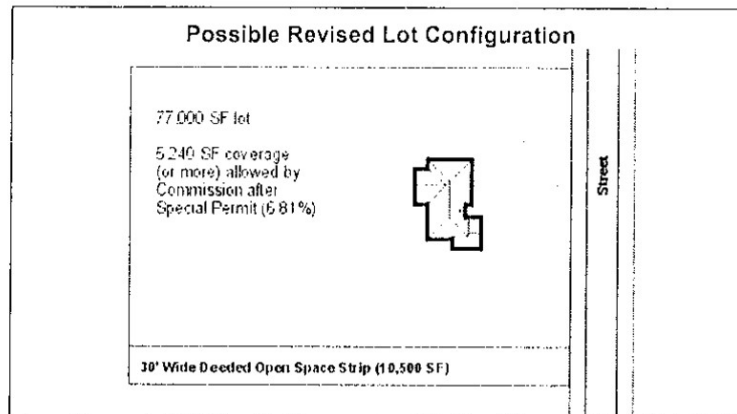 Possible Revised Lot Configuration
77,000 SF lot
5,240 SF coverage
(or more) allowed by
Commission after
Special Permit (6.81%)
Street
30' Wide Deeded Open Space Strip (10,500 SF)